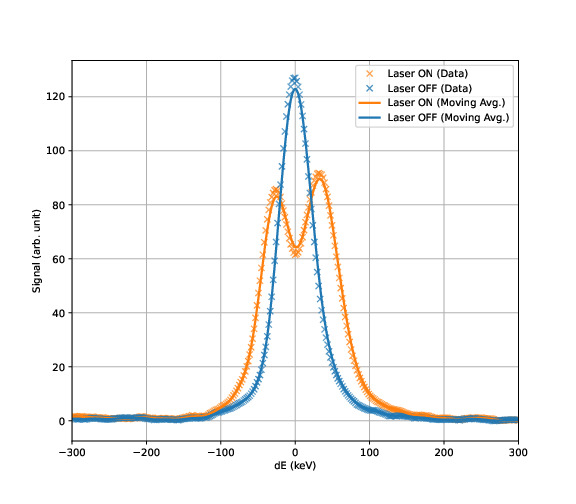 Laser ON (Data)
Laser OFF (Data)
Laser ON (Moving Avg.)
Laser OFF (Moving Avg.)
Signal (arb. unit)
120
100
80
60
40
20
0
−300 −200 −100 0 100 200 300
dE (keV)